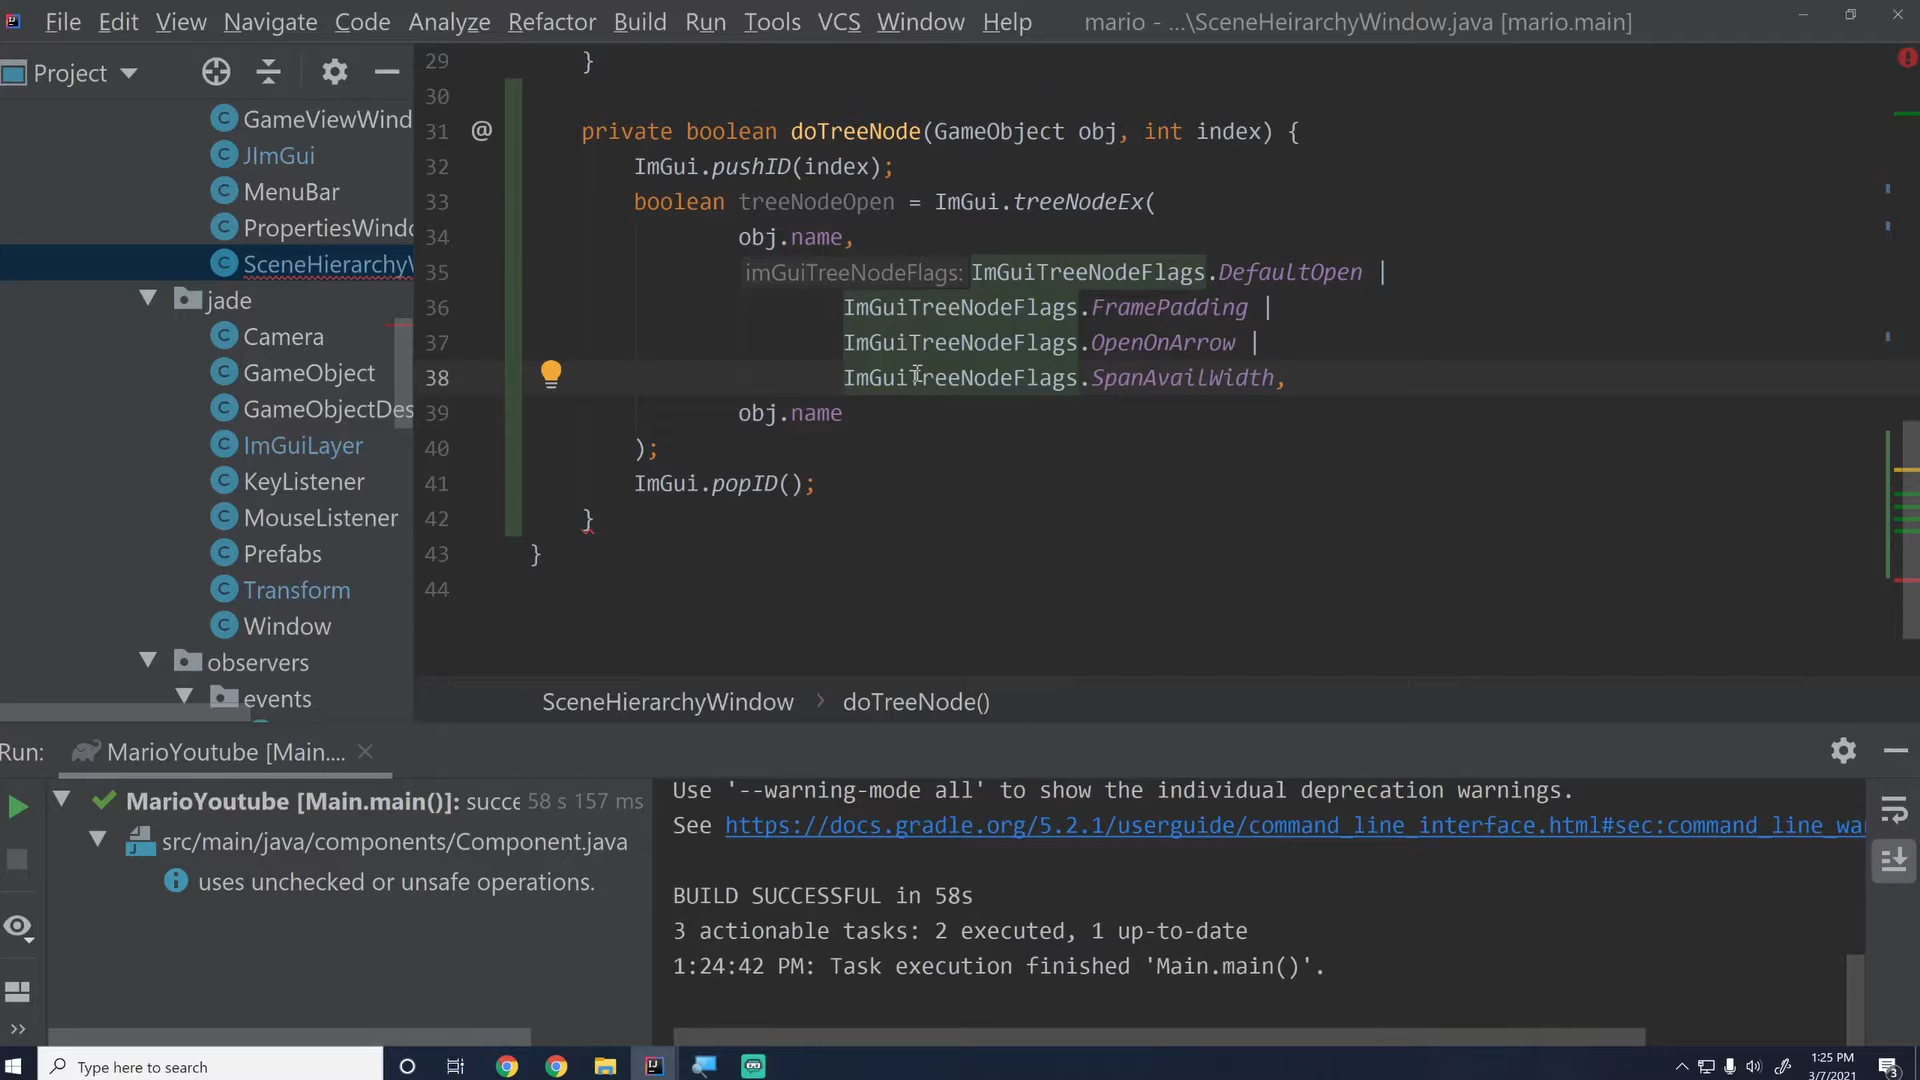 File Edit View Navigate Code Analyze Refactor Build Run Tools VCS Window Help mario - ...\SceneHeirarchyWindow.java [mario.main]
Project
GameViewWind
JImGui
MenuBar
PropertiesWindo
SceneHierarchyW
jade
Camera
GameObject
GameObjectDes
ImGuiLayer
KeyListener
MouseListener
Prefabs
Transform
Window
observers
events
29 }
30
31 @ private boolean doTreeNode(GameObject obj, int index) {
32 ImGui.pushID(index);
33 boolean treeNodeOpen = ImGui.treeNodeEx(
34 obj.name,
35 imGuiTreeNodeFlags: ImGuiTreeNodeFlags.DefaultOpen |
36 ImGuiTreeNodeFlags.FramePadding |
37 ImGuiTreeNodeFlags.OpenOnArrow |
38 ImGuiTreeNodeFlags.SpanAvailWidth,
39 obj.name
40 );
41 ImGui.popID();
42 }
43 }
44
SceneHierarchyWindow > doTreeNode()
Run: MarioYoutube [Main....
MarioYoutube [Main.main()]: succe 58 s 157 ms
src/main/java/components/Component.java
uses unchecked or unsafe operations.
Use '--warning-mode all' to show the individual deprecation warnings.
See https://docs.gradle.org/5.2.1/userguide/command_line_interface.html#sec:command_line_wa
BUILD SUCCESSFUL in 58s
3 actionable tasks: 2 executed, 1 up-to-date
1:24:42 PM: Task execution finished 'Main.main()'.
Type here to search
1:25 PM
3/7/2021
3